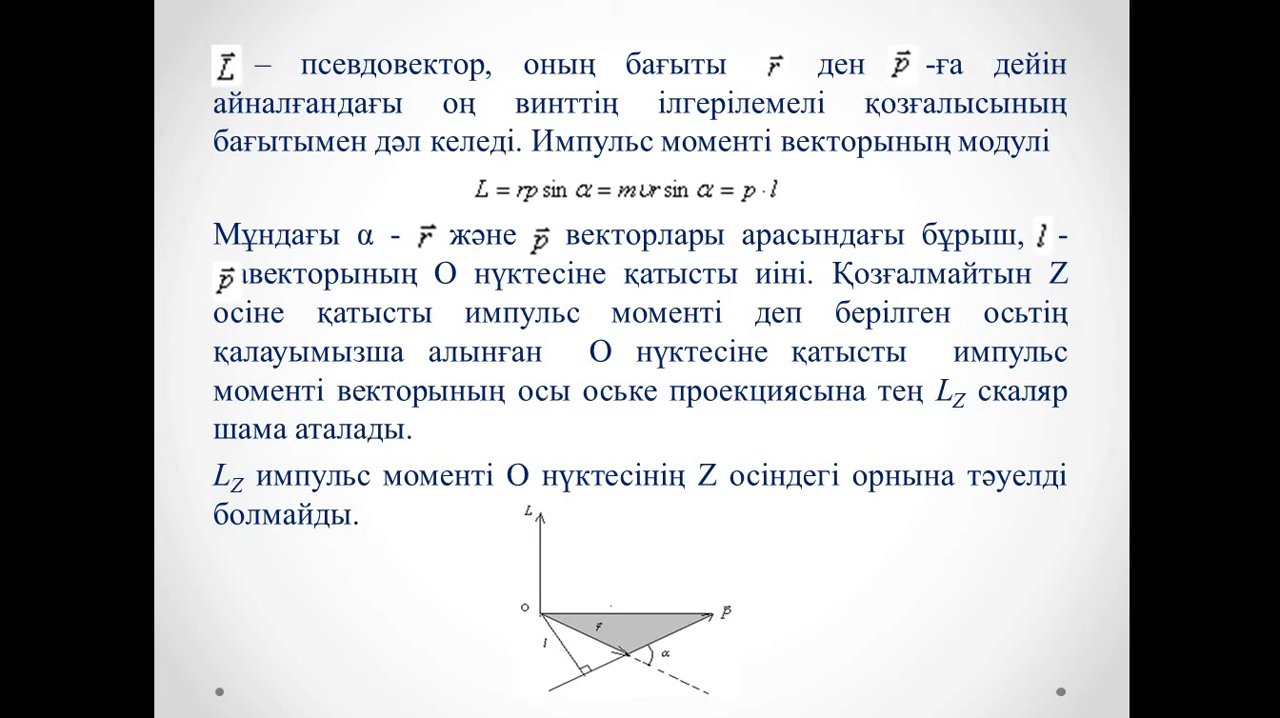 L⃗ – псевдовектор, оның бағыты r⃗ ден p⃗ -ға дейін
айналғандағы оң винттің ілгерілемелі қозғалысының
бағытымен дәл келеді. Импульс моменті векторының модулі
L = rp sin α = mυr sin α = p · l
Мұндағы α - r⃗ және p⃗ векторлары арасындағы бұрыш, l -
p⃗ векторының О нүктесіне қатысты иіні. Қозғалмайтын Z
осіне қатысты импульс моменті деп берілген осьтің
қалауымызша алынған О нүктесіне қатысты импульс
моменті векторының осы оське проекциясына тең LZ скаляр
шама аталады.
LZ импульс моменті О нүктесінің Z осіндегі орнына тәуелді
болмайды.
L
O
p⃗
r
l
α